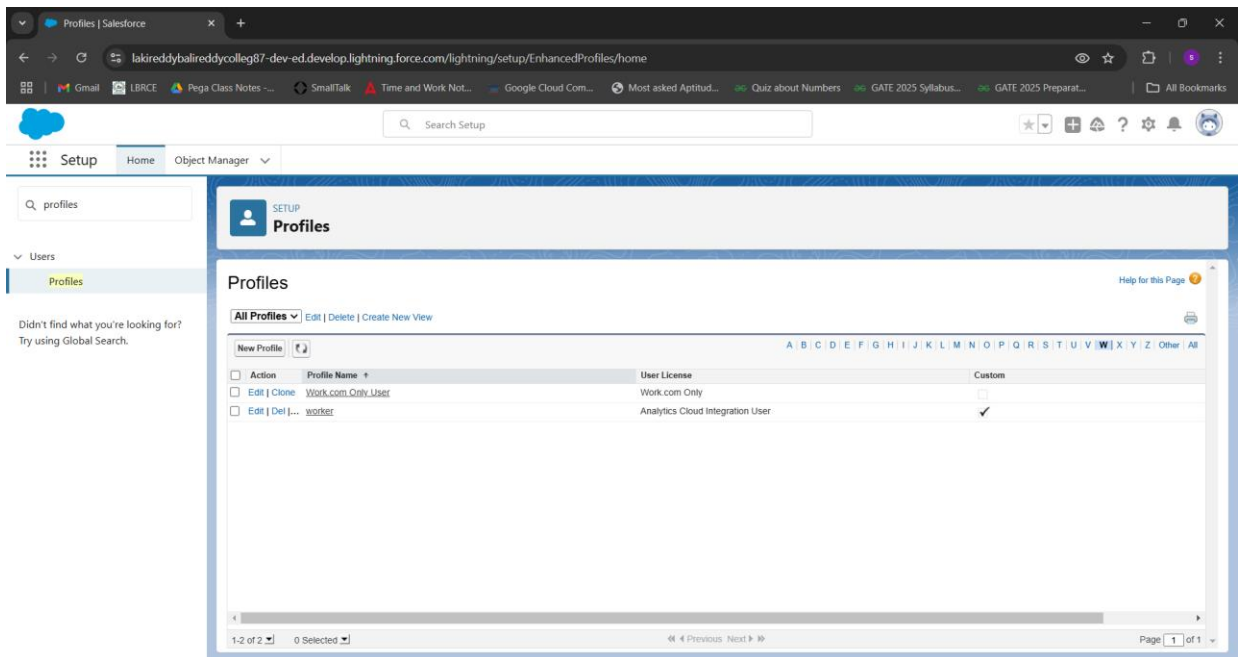 Profiles | Salesforce
lakireddybalireddycolleg87-dev-ed.develop.lightning.force.com/lightning/setup/EnhancedProfiles/home
Gmail LBRCE Pega Class Notes -... SmallTalk Time and Work Not... Google Cloud Com... Most asked Aptitud... Quiz about Numbers GATE 2025 Syllabus... GATE 2025 Preparat... All Bookmarks
Search Setup
Setup Home Object Manager
profiles
SETUP
Profiles
Users
Profiles
Didn't find what you're looking for?
Try using Global Search.
Profiles
Help for this Page
All Profiles Edit | Delete | Create New View
New Profile A | B | C | D | E | F | G | H | I | J | K | L | M | N | O | P | Q | R | S | T | U | V | W | X | Y | Z | Other | All
Action Profile Name User License Custom
Edit | Clone Work.com Only User Work.com Only
Edit | Del |... worker Analytics Cloud Integration User
1-2 of 2 0 Selected Previous Next Page 1 of 1